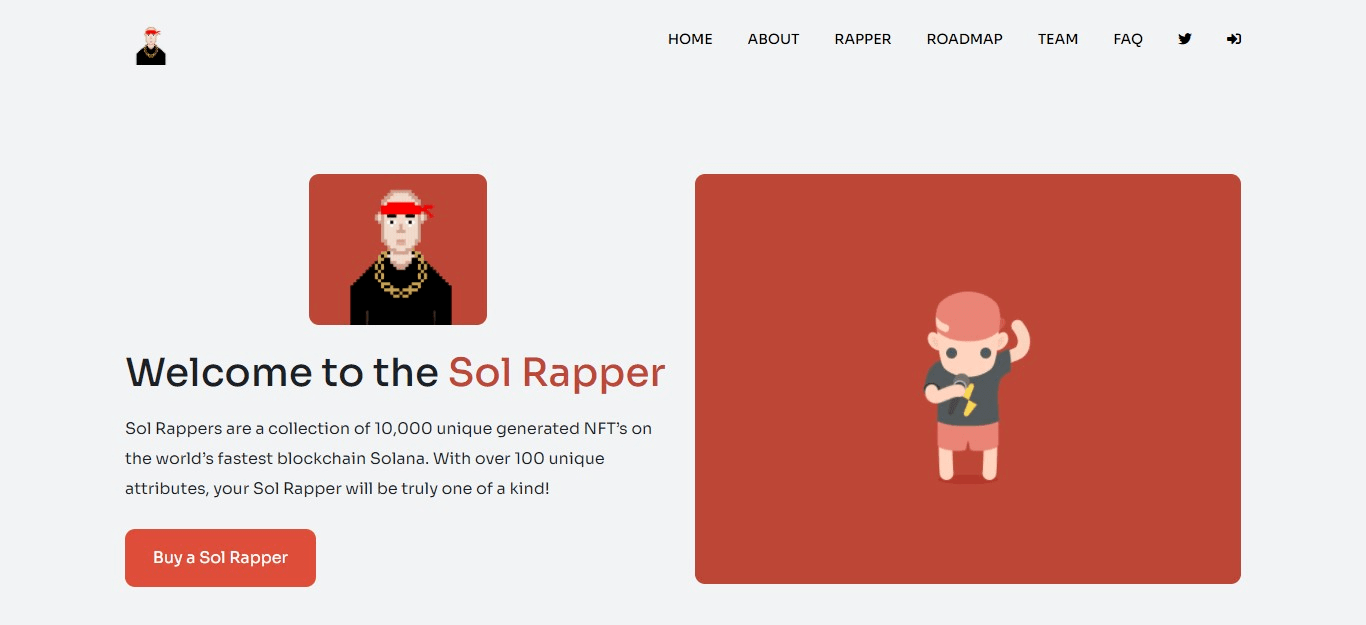 HOME ABOUT RAPPER ROADMAP TEAM FAQ
Welcome to the Sol Rapper
Sol Rappers are a collection of 10,000 unique generated NFT’s on
the world’s fastest blockchain Solana. With over 100 unique
attributes, your Sol Rapper will be truly one of a kind!
Buy a Sol Rapper